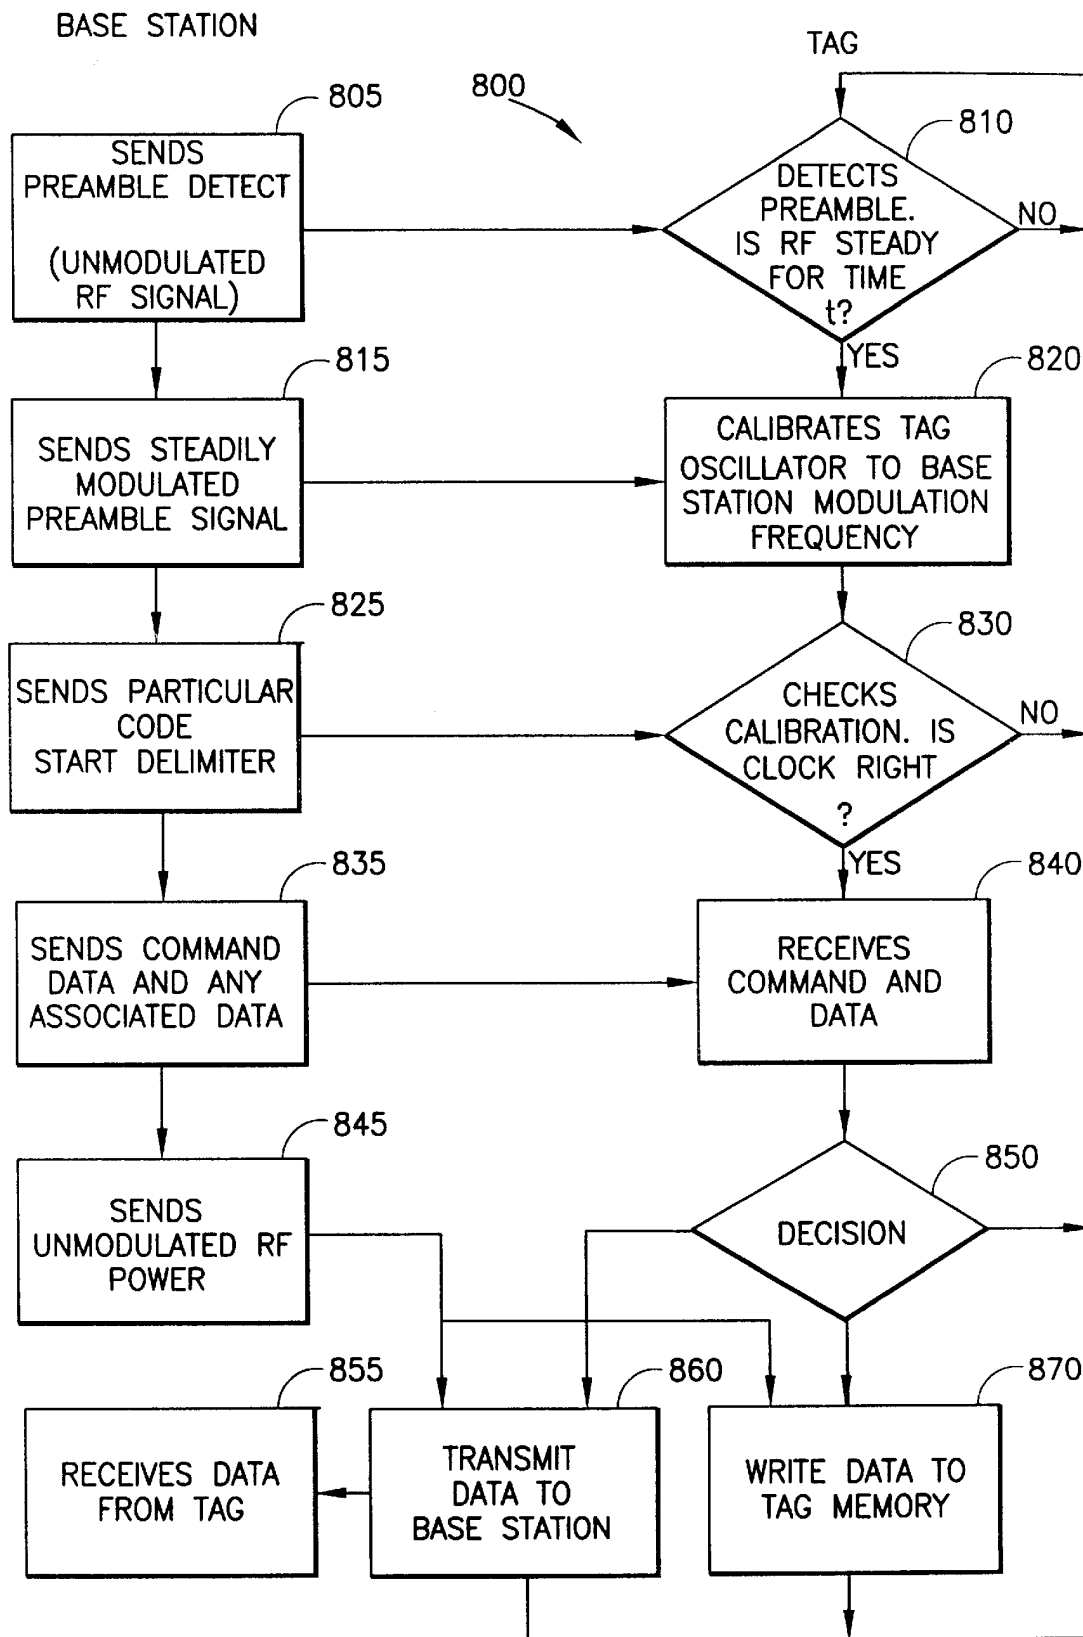 BASE STATION
TAG
800
805
SENDS
PREAMBLE DETECT
(UNMODULATED
RF SIGNAL)
810
DETECTS
PREAMBLE.
IS RF STEADY
FOR TIME
t?
NO
YES
815
SENDS STEADILY
MODULATED
PREAMBLE SIGNAL
820
CALIBRATES TAG
OSCILLATOR TO BASE
STATION MODULATION
FREQUENCY
825
SENDS PARTICULAR
CODE
START DELIMITER
830
CHECKS
CALIBRATION. IS
CLOCK RIGHT
?
NO
YES
835
SENDS COMMAND
DATA AND ANY
ASSOCIATED DATA
840
RECEIVES
COMMAND AND
DATA
845
SENDS
UNMODULATED RF
POWER
850
DECISION
855
RECEIVES DATA
FROM TAG
860
TRANSMIT
DATA TO
BASE STATION
870
WRITE DATA TO
TAG MEMORY